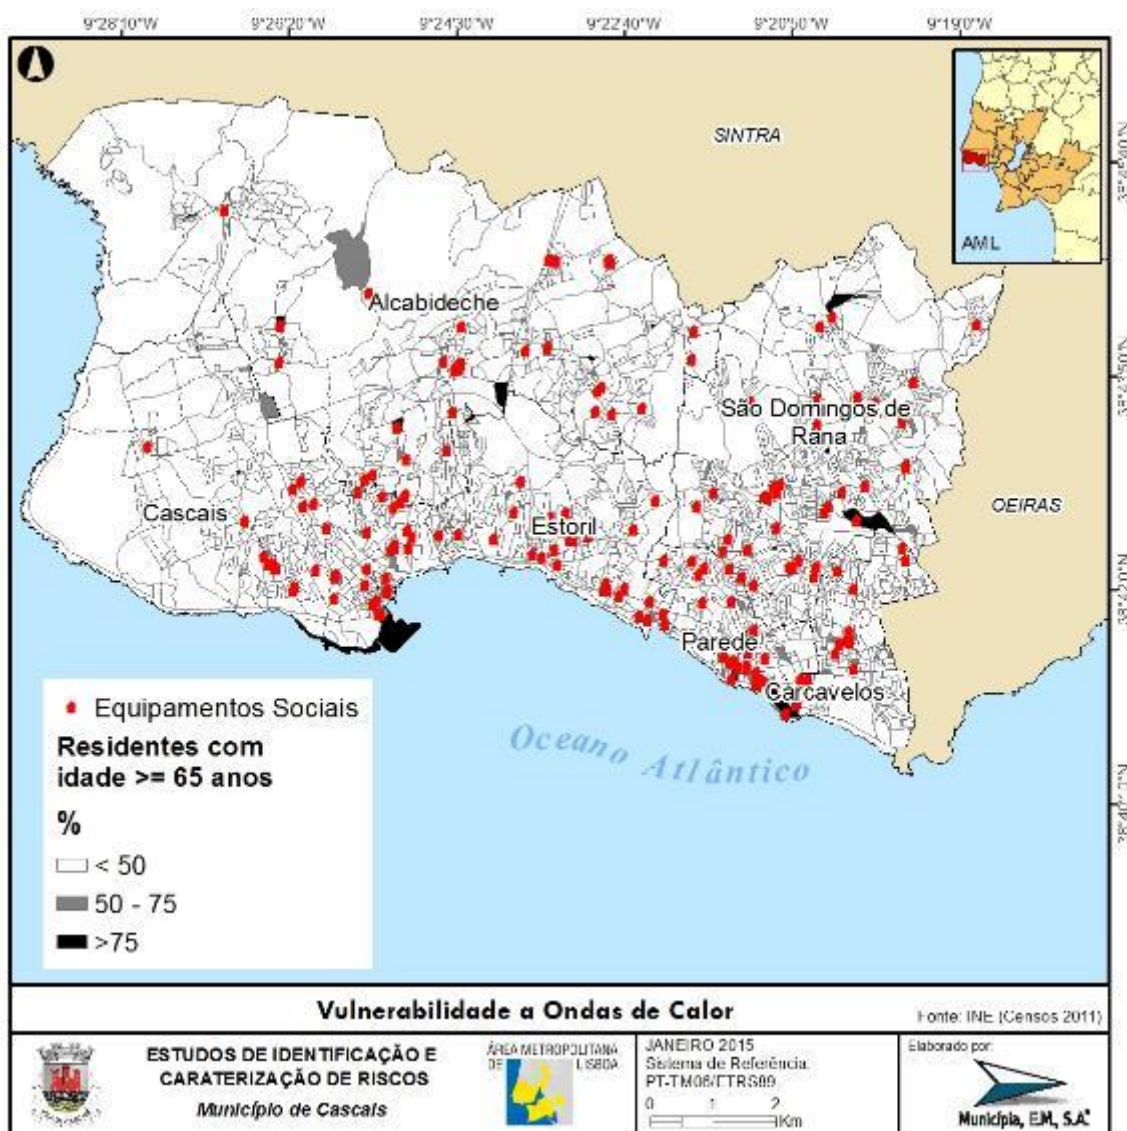 9°28'10"W 9°26'20"W 9°24'30"W 9°22'40"W 9°20'50"W 9°19'0"W
SINTRA
AML
Alcabideche
São Domingos de
Rana
OEIRAS
Cascais
Estoril
Parede
Carcavelos
Oceano Atlântico
38°40'0"N
Equipamentos Sociais
Residentes com
idade >= 65 anos
%
< 50
50 - 75
>75
Vulnerabilidade a Ondas de Calor
Fonte: INE (Censos 2011)
ESTUDOS DE IDENTIFICAÇÃO E
CARATERIZAÇÃO DE RISCOS
Município de Cascais
ÁREA METROPOLITANA
DE LISBOA
JANEIRO 2015
Sistema de Referência:
PT-TM06/ETRS89
0 1 2
Km
Elaborado por:
Município, E.M., S.A.